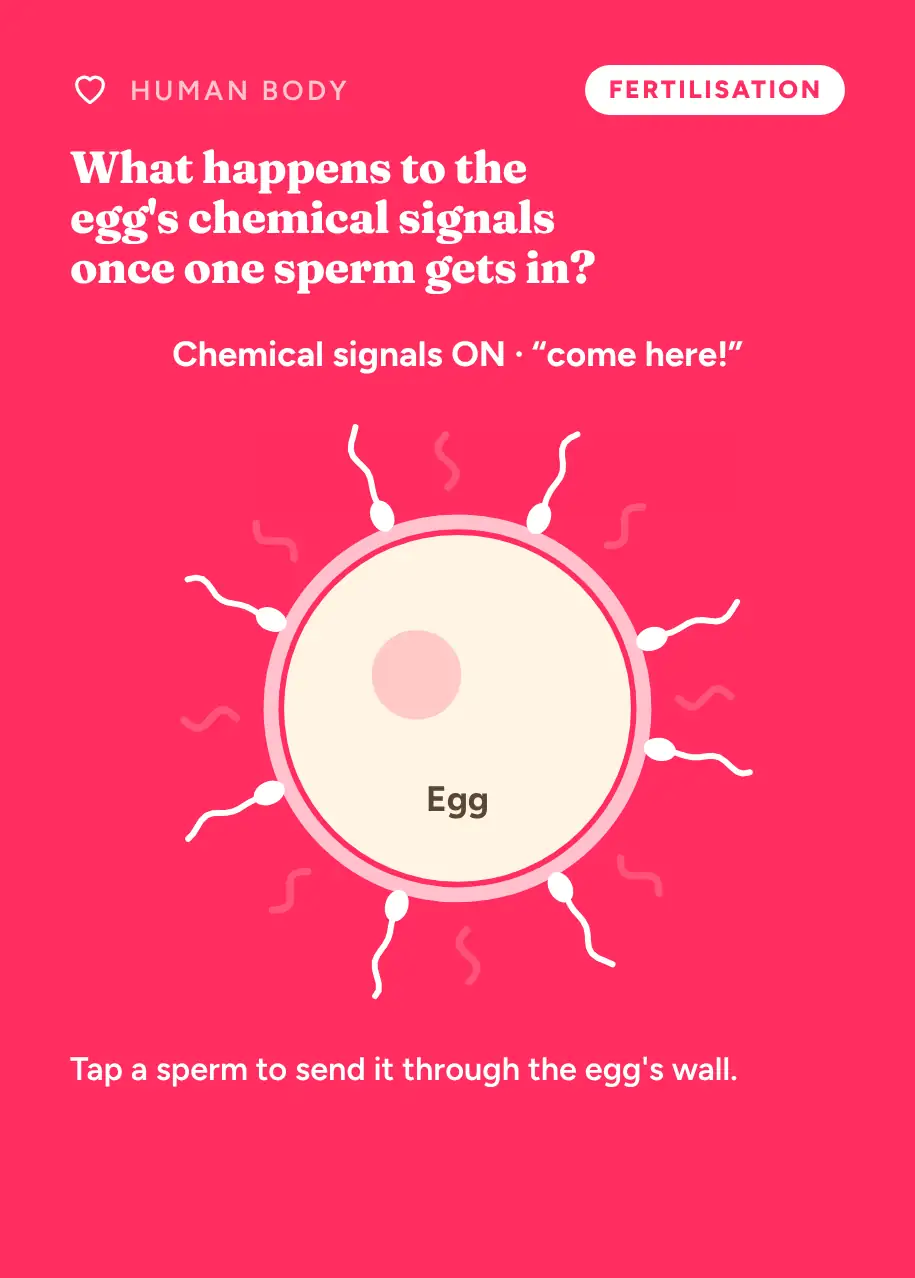 HUMAN BODY
FERTILISATION
What happens to the
egg's chemical signals
once one sperm gets in?
Chemical signals ON · “come here!”
Egg
Tap a sperm to send it through the egg's wall.